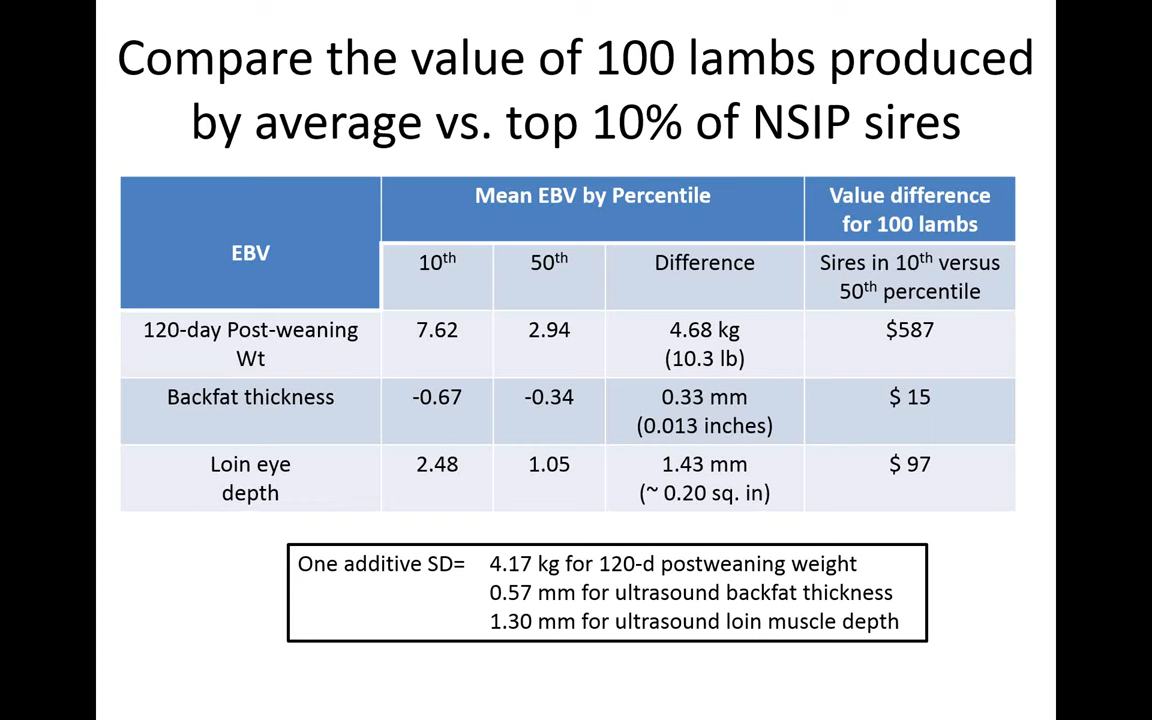 Compare the value of 100 lambs produced
by average vs. top 10% of NSIP sires
EBV
Mean EBV by Percentile
Value difference
for 100 lambs
10th
50th
Difference
Sires in 10th versus
50th percentile
120-day Post-weaning
Wt
7.62
2.94
4.68 kg
(10.3 lb)
$587
Backfat thickness
-0.67
-0.34
0.33 mm
(0.013 inches)
$ 15
Loin eye
depth
2.48
1.05
1.43 mm
(~ 0.20 sq. in)
$ 97
One additive SD= 4.17 kg for 120-d postweaning weight
0.57 mm for ultrasound backfat thickness
1.30 mm for ultrasound loin muscle depth